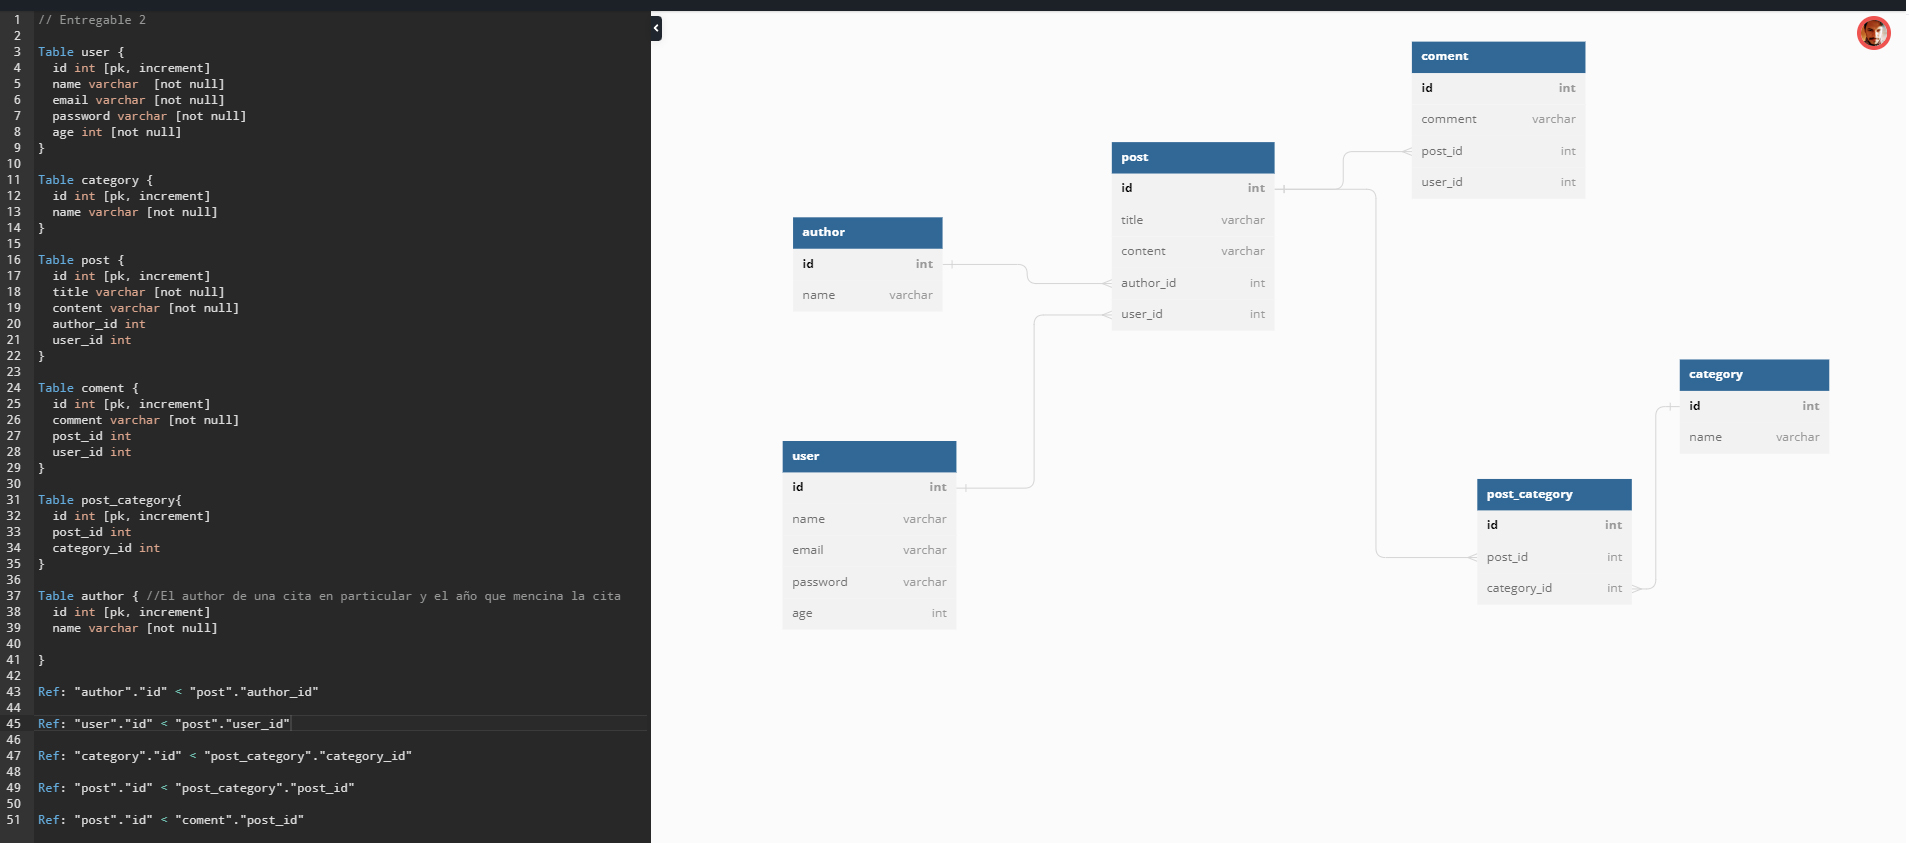 1 // Entregable 2
2
3 Table user {
4 id int [pk, increment]
5 name varchar  [not null]
6 email varchar [not null]
7 password varchar [not null]
8 age int [not null]
9 }
10
11 Table category {
12 id int [pk, increment]
13 name varchar [not null]
14 }
15
16 Table post {
17 id int [pk, increment]
18 title varchar [not null]
19 content varchar [not null]
20 author_id int
21 user_id int
22 }
23
24 Table coment {
25 id int [pk, increment]
26 comment varchar [not null]
27 post_id int
28 user_id int
29 }
30
31 Table post_category{
32 id int [pk, increment]
33 post_id int
34 category_id int
35 }
36
37 Table author { //El author de una cita en particular y el año que mencina la cita
38 id int [pk, increment]
39 name varchar [not null]
40
41 }
42
43 Ref: "author"."id" < "post"."author_id"
44
45 Ref: "user"."id" < "post"."user_id"
46
47 Ref: "category"."id" < "post_category"."category_id"
48
49 Ref: "post"."id" < "post_category"."post_id"
50
51 Ref: "post"."id" < "coment"."post_id"
coment
id int
comment varchar
post_id int
user_id int
post
id int
title varchar
content varchar
author_id int
user_id int
author
id int
name varchar
category
id int
name varchar
user
id int
name varchar
email varchar
password varchar
age int
post_category
id int
post_id int
category_id int